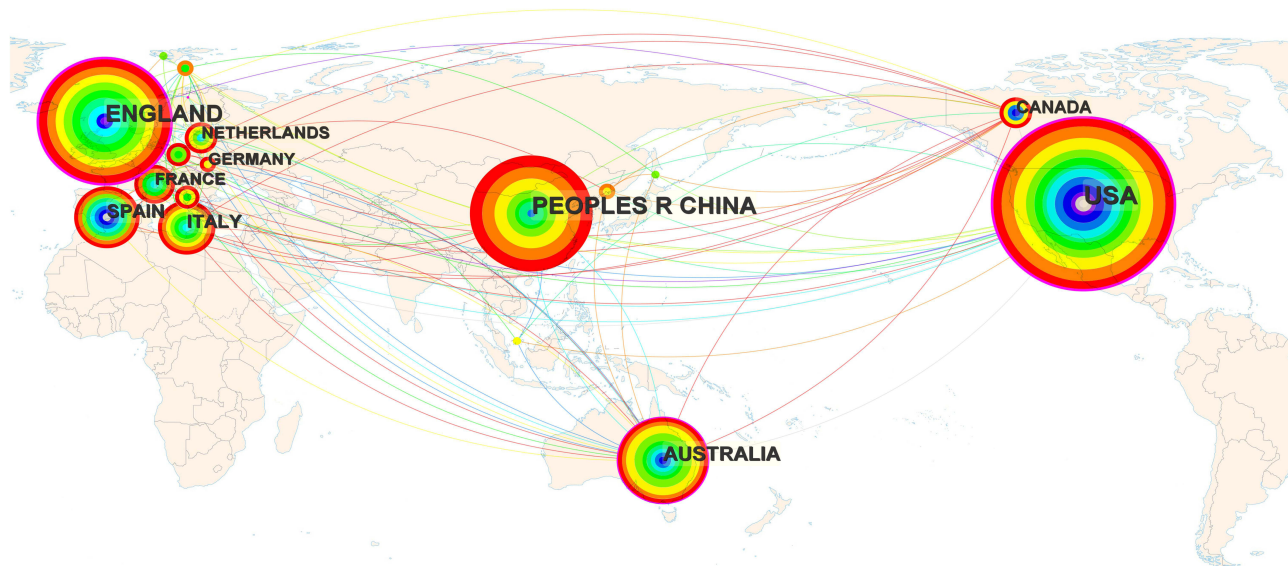 CANADA
ENGLAND
NETHERLANDS
GERMANY
FRANCE
USA
PEOPLES R CHINA
SPAIN
ITALY
AUSTRALIA